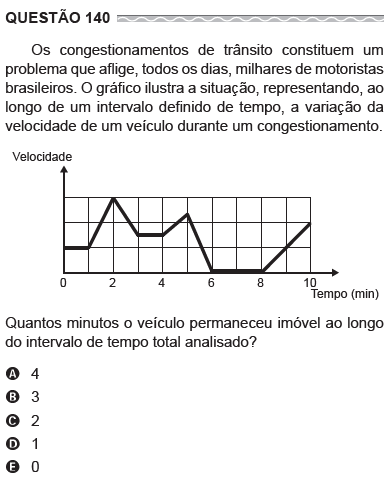 QUESTÃO 140
Os congestionamentos de trânsito constituem um
problema que aflige, todos os dias, milhares de motoristas
brasileiros. O gráfico ilustra a situação, representando, ao
longo de um intervalo definido de tempo, a variação da
velocidade de um veículo durante um congestionamento.
Velocidade
0 2 4 6 8 10
Tempo (min)
Quantos minutos o veículo permaneceu imóvel ao longo
do intervalo de tempo total analisado?
A 4
B 3
C 2
D 1
E 0